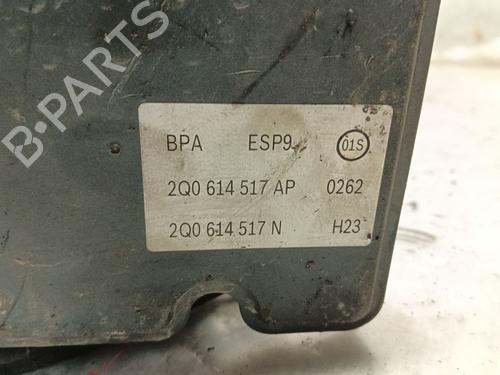 B-PARTS
BPA ESP9 01S
2Q0 614 517 AP 0262
2Q0 614 517 N H23